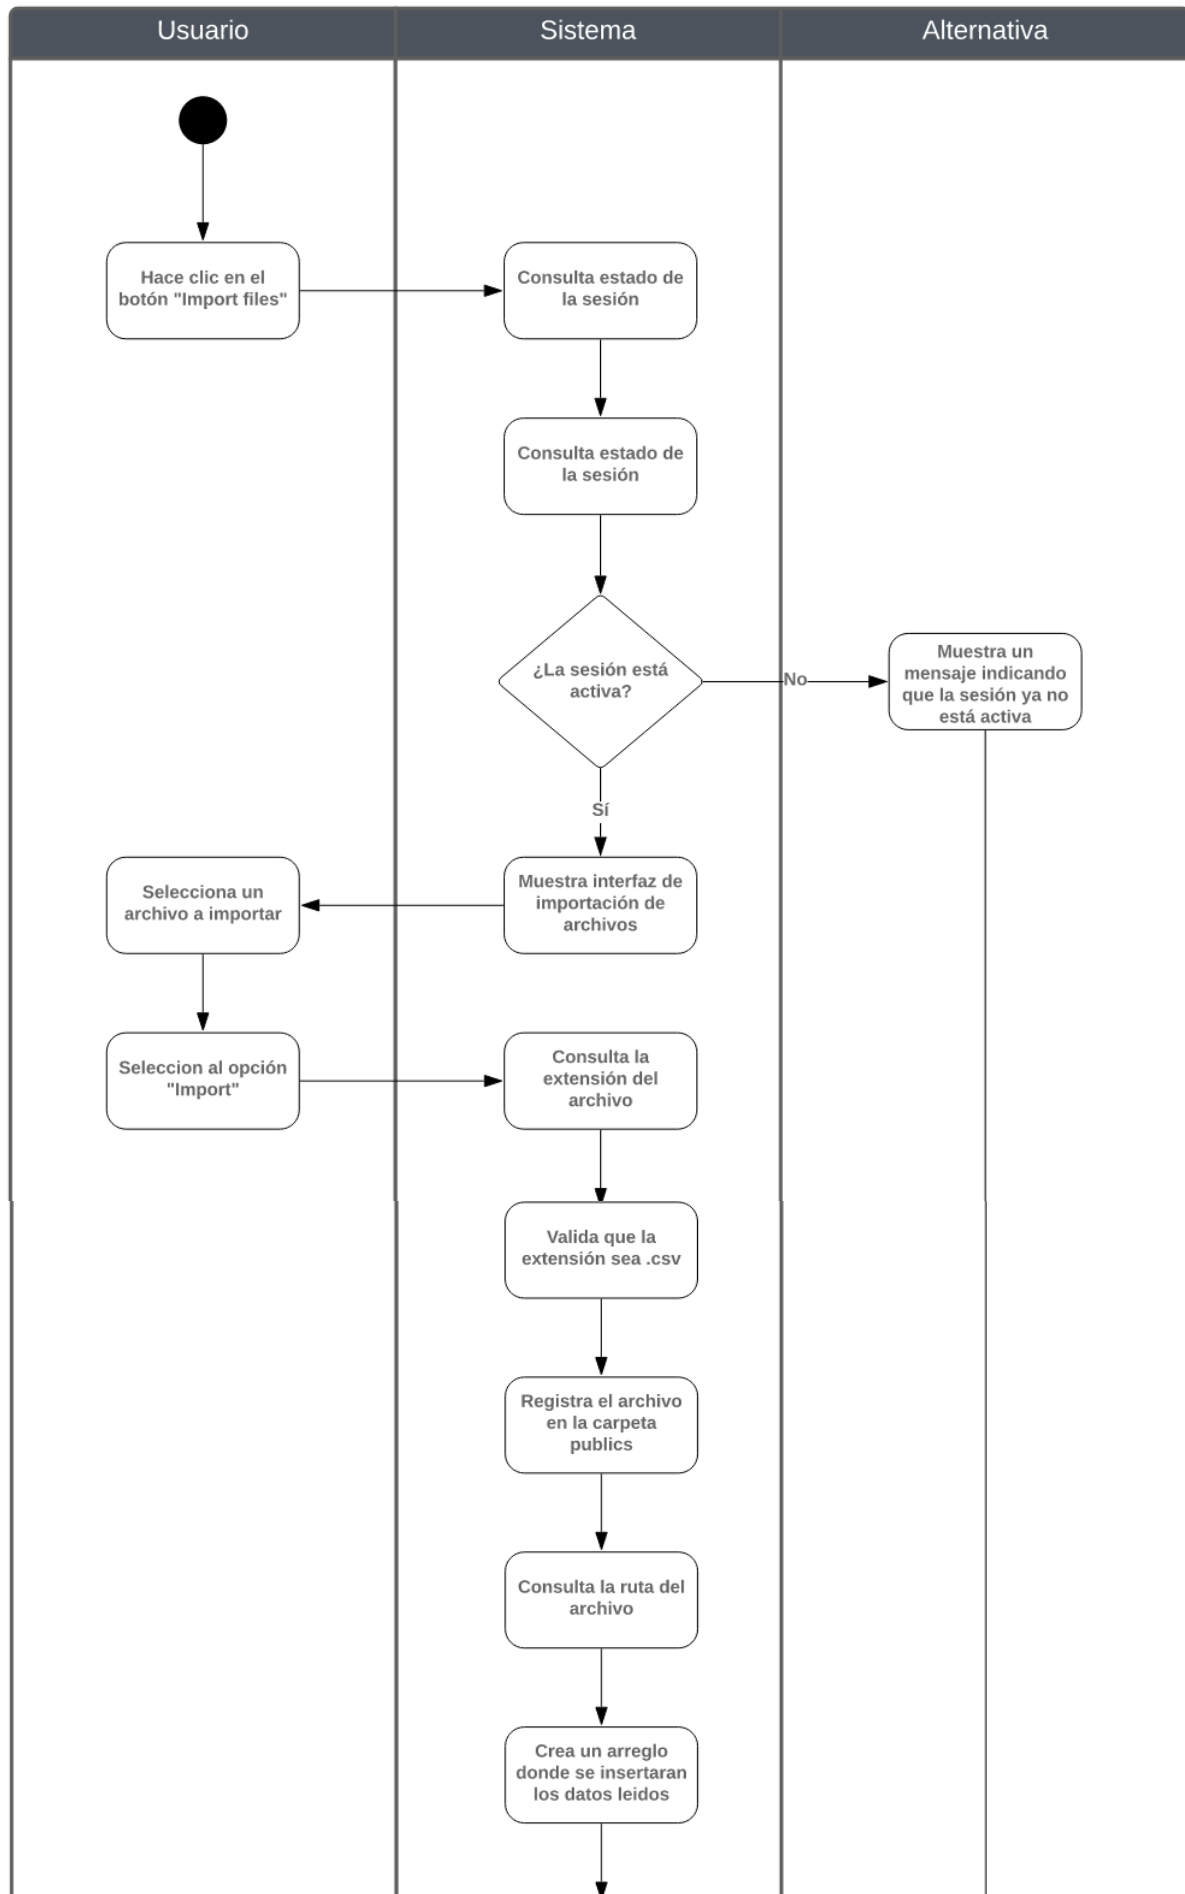 Usuario
Sistema
Alternativa
Hace clic en el
botón "Import files"
Consulta estado de
la sesión
Consulta estado de
la sesión
¿La sesión está
activa?
No
Muestra un
mensaje indicando
que la sesión ya no
está activa
Sí
Selecciona un
archivo a importar
Muestra interfaz de
importación de
archivos
Seleccion al opción
"Import"
Consulta la
extensión del
archivo
Valida que la
extensión sea .csv
Registra el archivo
en la carpeta
publics
Consulta la ruta del
archivo
Crea un arreglo
donde se insertaran
los datos leidos